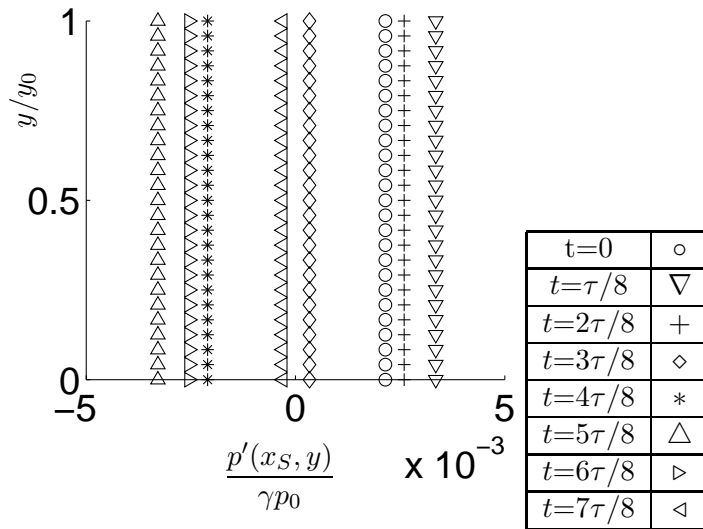 1
y/y₀
0.5
0
−5 0 5
x 10⁻³
p′(x_S, y)
γp₀
t=0 ○
t=τ/8 ▽
t=2τ/8 +
t=3τ/8 ◇
t=4τ/8 *
t=5τ/8 △
t=6τ/8 ▷
t=7τ/8 ◁